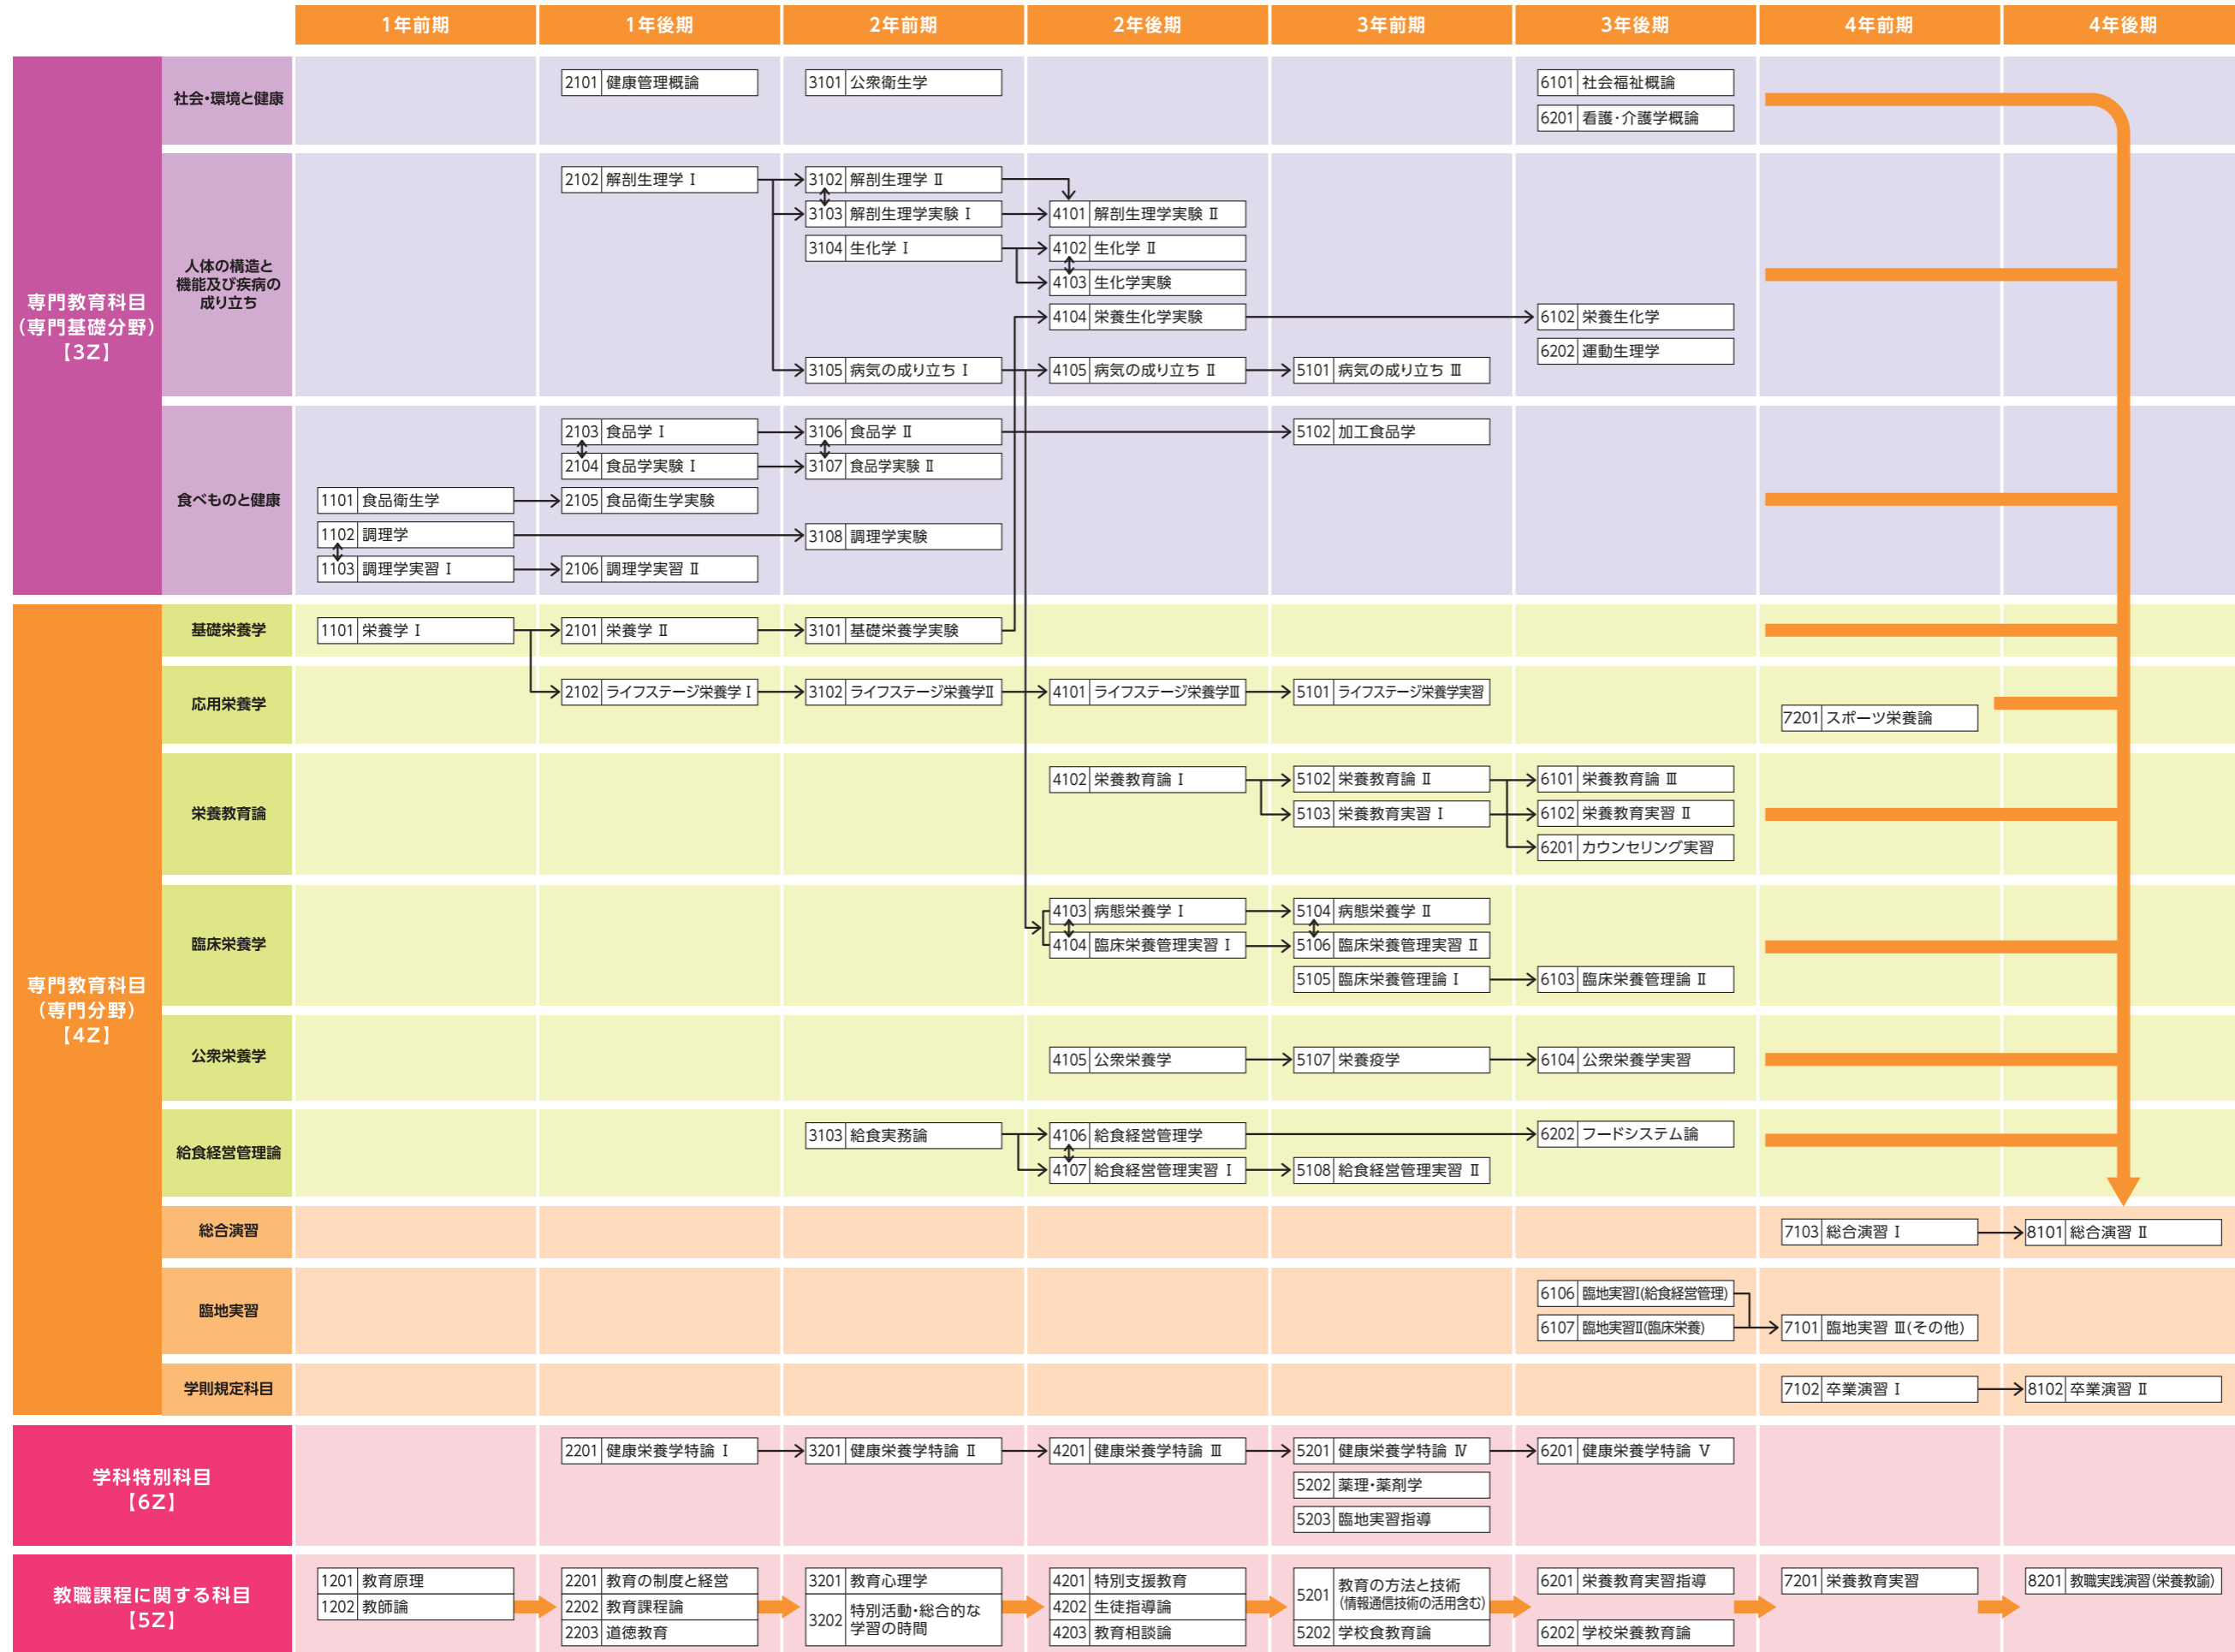 1年前期
1年後期
2年前期
2年後期
3年前期
3年後期
4年前期
4年後期
専門教育科目
（専門基礎分野）
【3Z】
社会・環境と健康
2101 健康管理概論
3101 公衆衛生学
6101 社会福祉概論
6201 看護・介護学概論
人体の構造と
機能及び疾病の
成り立ち
2102 解剖生理学 Ⅰ
3102 解剖生理学 Ⅱ
3103 解剖生理学実験 Ⅰ
4101 解剖生理学実験 Ⅱ
3104 生化学 Ⅰ
4102 生化学 Ⅱ
4103 生化学実験
4104 栄養生化学実験
6102 栄養生化学
6202 運動生理学
3105 病気の成り立ち Ⅰ
4105 病気の成り立ち Ⅱ
5101 病気の成り立ち Ⅲ
食べものと健康
2103 食品学 Ⅰ
3106 食品学 Ⅱ
5102 加工食品学
2104 食品学実験 Ⅰ
3107 食品学実験 Ⅱ
1101 食品衛生学
2105 食品衛生学実験
1102 調理学
3108 調理学実験
1103 調理学実習 Ⅰ
2106 調理学実習 Ⅱ
専門教育科目
（専門分野）
【4Z】
基礎栄養学
1101 栄養学 Ⅰ
2101 栄養学 Ⅱ
3101 基礎栄養学実験
応用栄養学
2102 ライフステージ栄養学Ⅰ
3102 ライフステージ栄養学Ⅱ
4101 ライフステージ栄養学Ⅲ
5101 ライフステージ栄養学実習
7201 スポーツ栄養論
栄養教育論
4102 栄養教育論 Ⅰ
5102 栄養教育論 Ⅱ
6101 栄養教育論 Ⅲ
5103 栄養教育実習 Ⅰ
6102 栄養教育実習 Ⅱ
6201 カウンセリング実習
臨床栄養学
4103 病態栄養学 Ⅰ
5104 病態栄養学 Ⅱ
4104 臨床栄養管理実習 Ⅰ
5106 臨床栄養管理実習 Ⅱ
5105 臨床栄養管理論 Ⅰ
6103 臨床栄養管理論 Ⅱ
公衆栄養学
4105 公衆栄養学
5107 栄養疫学
6104 公衆栄養学実習
給食経営管理論
3103 給食実務論
4106 給食経営管理学
6202 フードシステム論
4107 給食経営管理実習 Ⅰ
5108 給食経営管理実習 Ⅱ
総合演習
7103 総合演習 Ⅰ
8101 総合演習 Ⅱ
臨地実習
6106 臨地実習Ⅰ(給食経営管理)
6107 臨地実習Ⅱ(臨床栄養)
7101 臨地実習 Ⅲ(その他)
学則規定科目
7102 卒業演習 Ⅰ
8102 卒業演習 Ⅱ
学科特別科目
【6Z】
2201 健康栄養学特論 Ⅰ
3201 健康栄養学特論 Ⅱ
4201 健康栄養学特論 Ⅲ
5201 健康栄養学特論 Ⅳ
6201 健康栄養学特論 Ⅴ
5202 薬理・薬剤学
5203 臨地実習指導
教職課程に関する科目
【5Z】
1201 教育原理
1202 教師論
2201 教育の制度と経営
2202 教育課程論
2203 道徳教育
3201 教育心理学
3202 特別活動・総合的な
学習の時間
4201 特別支援教育
4202 生徒指導論
4203 教育相談論
5201 教育の方法と技術
(情報通信技術の活用含む)
5202 学校食教育論
6201 栄養教育実習指導
6202 学校栄養教育論
7201 栄養教育実習
8201 教職実践演習(栄養教諭)